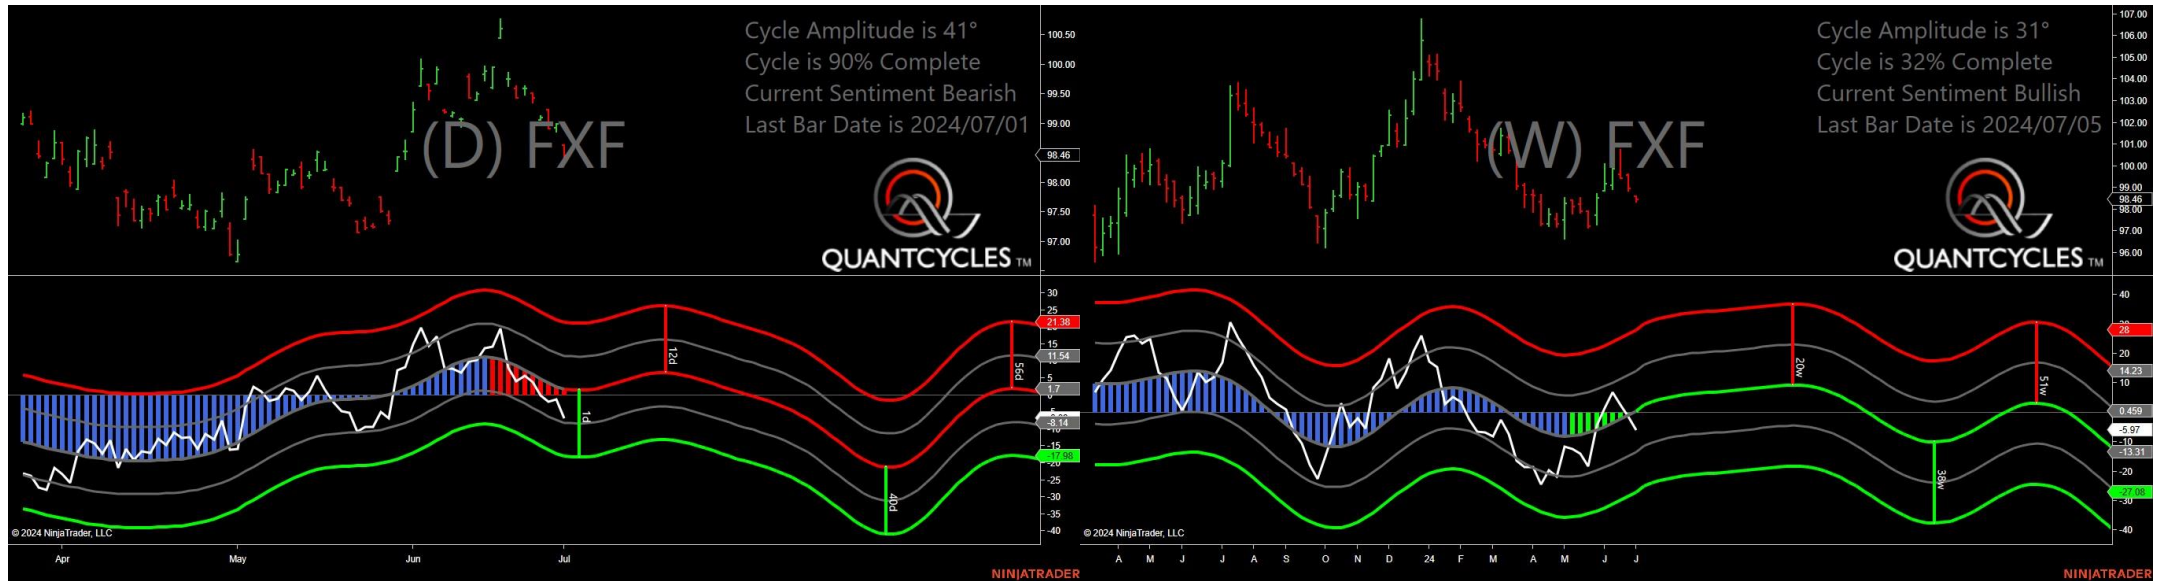 Cycle Amplitude is 41°
Cycle is 90% Complete
Current Sentiment Bearish
Last Bar Date is 2024/07/01
(D) FXF
QUANTCYCLES TM
100.50
100.00
99.50
99.00
98.46
98.00
97.50
97.00
30
25
21.38
20
15
11.54
5
1.7
-8.14
-10
-15
-17.98
-20
-25
-30
-35
-40
12d
56d
1d
40d
© 2024 NinjaTrader, LLC
Apr
May
Jun
Jul
NINJATRADER
Cycle Amplitude is 31°
Cycle is 32% Complete
Current Sentiment Bullish
Last Bar Date is 2024/07/05
(W) FXF
QUANTCYCLES TM
107.00
106.00
105.00
104.00
103.00
102.00
101.00
100.00
99.00
98.46
98.00
97.00
96.00
40
28
20
14.23
10
0.459
-5.97
-10
-13.31
-20
-27.08
-30
-40
20w
51w
38w
© 2024 NinjaTrader, LLC
A M J J A S O N D 24 F M A M J J
NINJATRADER